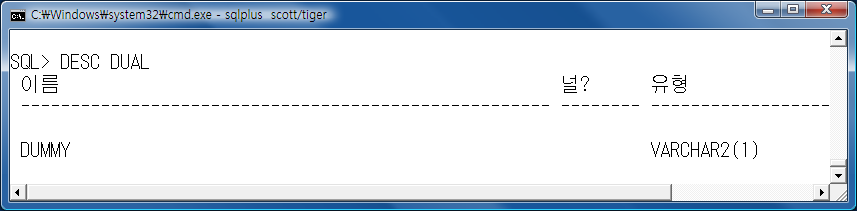 C:₩Windows₩system32₩cmd.exe - sqlplus  scott/tiger
SQL> DESC DUAL
이름 널? 유형
----------------------------------------------------- -------- ------------------
DUMMY VARCHAR2(1)